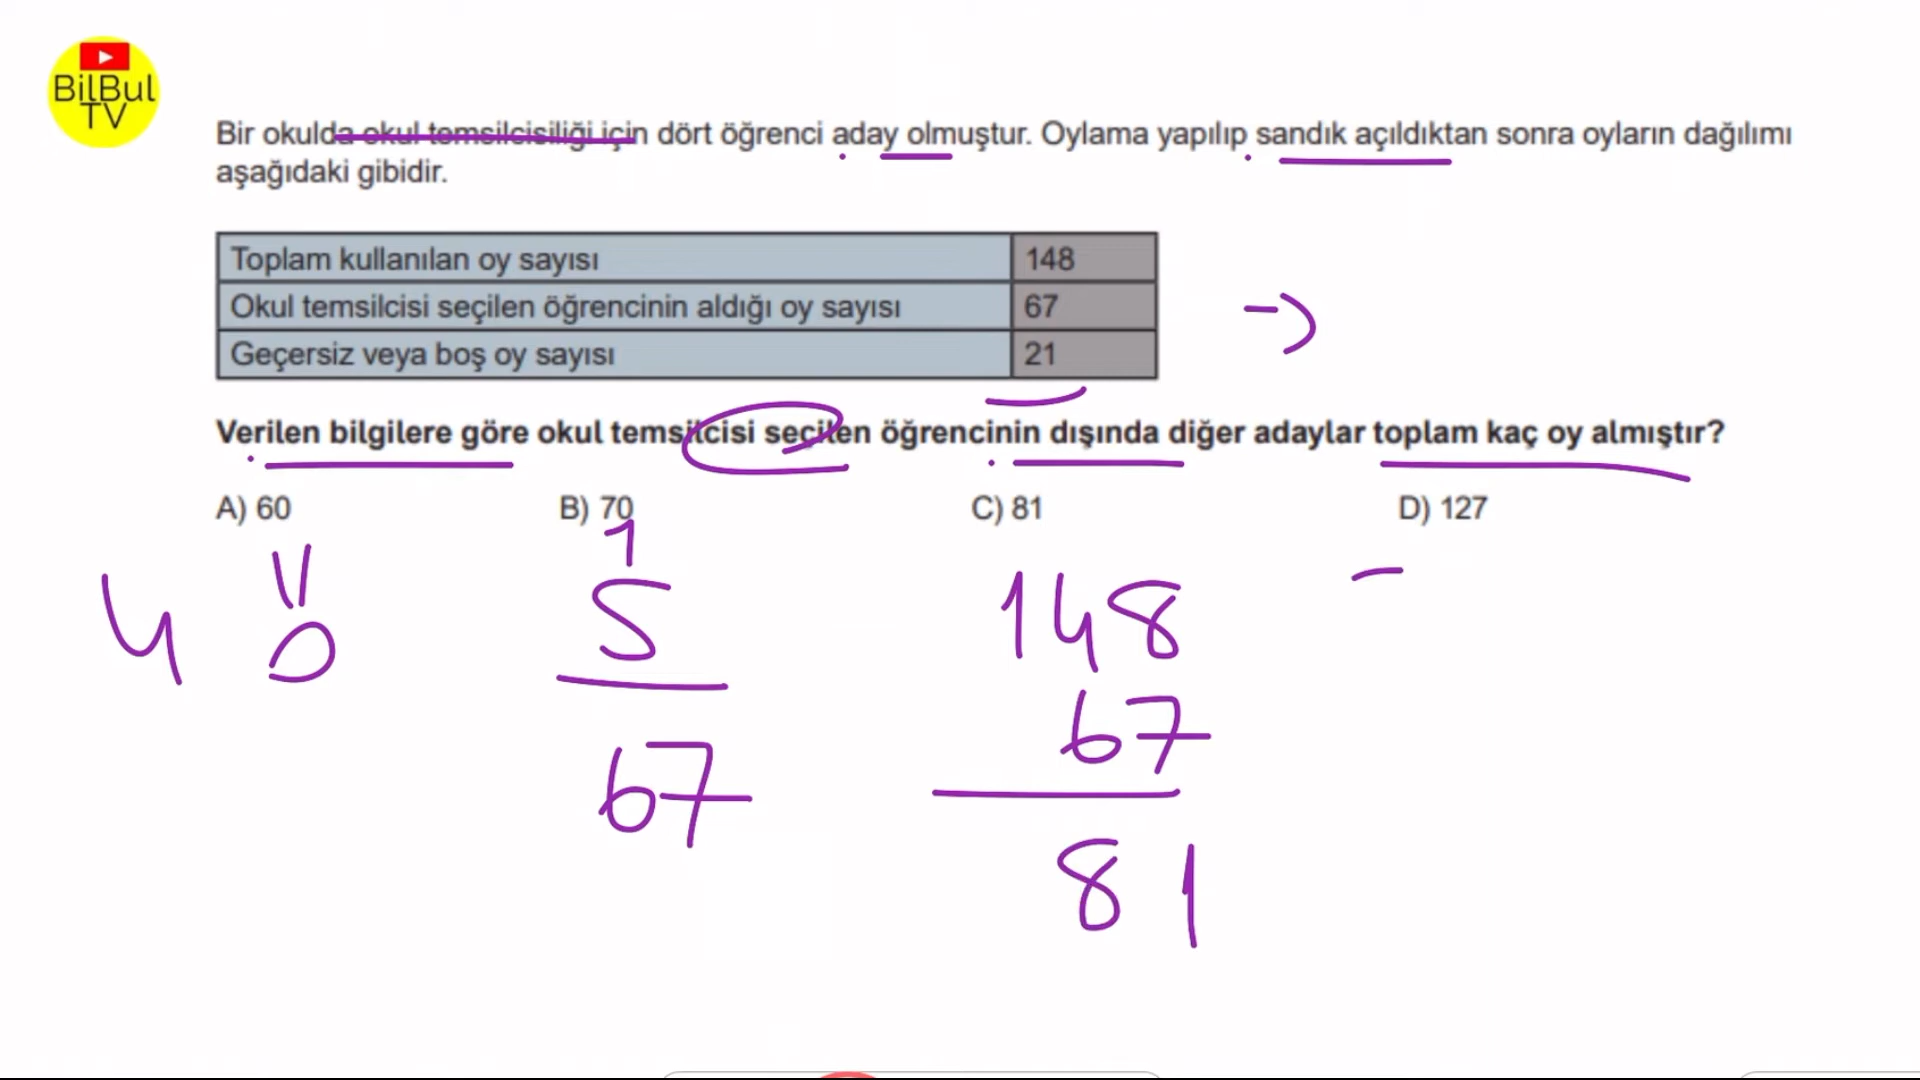 BilBul
TV
Bir okulda okul temsilcisiliği için dört öğrenci aday olmuştur. Oylama yapılıp sandık açıldıktan sonra oyların dağılımı
aşağıdaki gibidir.
Toplam kullanılan oy sayısı 148
Okul temsilcisi seçilen öğrencinin aldığı oy sayısı 67
Geçersiz veya boş oy sayısı 21
Verilen bilgilere göre okul temsilcisi seçilen öğrencinin dışında diğer adaylar toplam kaç oy almıştır?
A) 60 B) 70 C) 81 D) 127
1
4 Ö S 148
67
67
81